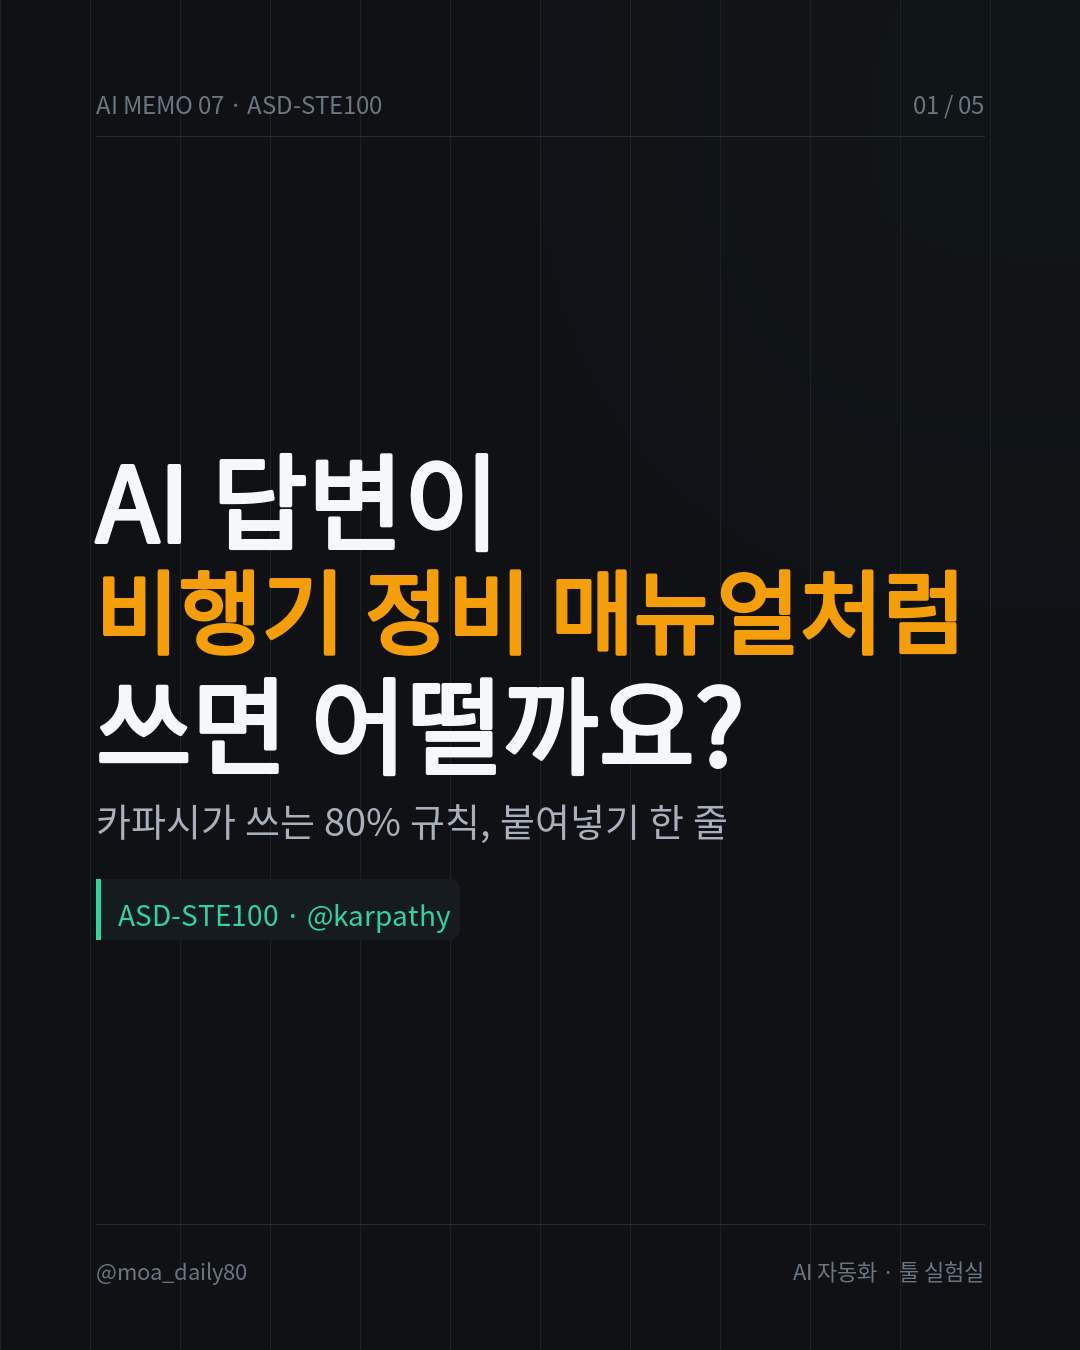 AI MEMO 07 · ASD-STE100
01 / 05
AI 답변이
비행기 정비 매뉴얼처럼
쓰면 어떨까요?
카파시가 쓰는 80% 규칙, 붙여넣기 한 줄
ASD-STE100 · @karpathy
@moa_daily80
AI 자동화 · 툴 실험실